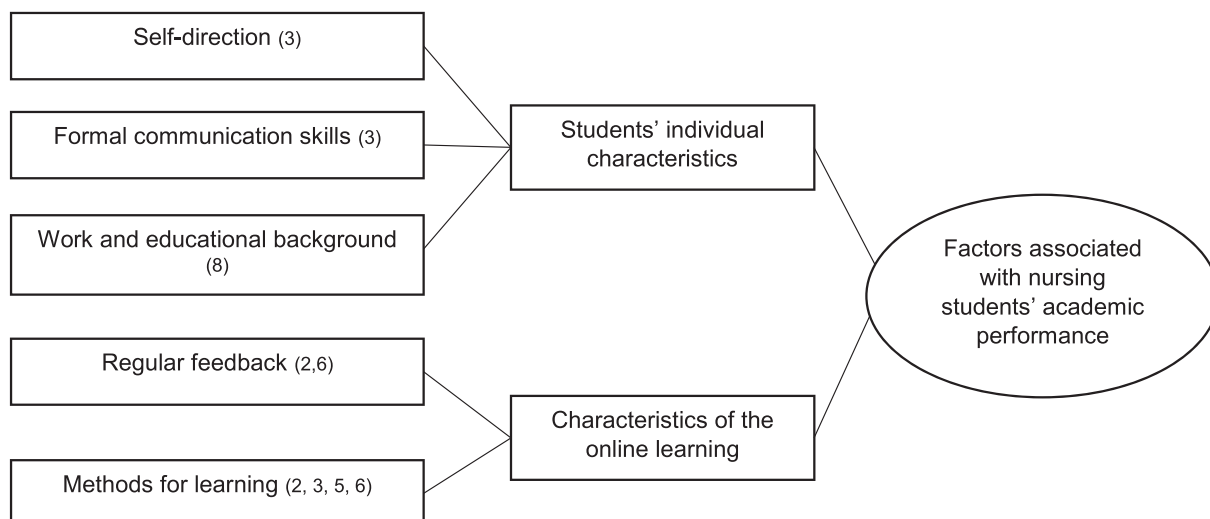 Self-direction (3)
Formal communication skills (3)
Work and educational background
(8)
Regular feedback (2,6)
Methods for learning (2, 3, 5, 6)
Students’ individual
characteristics
Characteristics of the
online learning
Factors associated
with nursing
students’ academic
performance